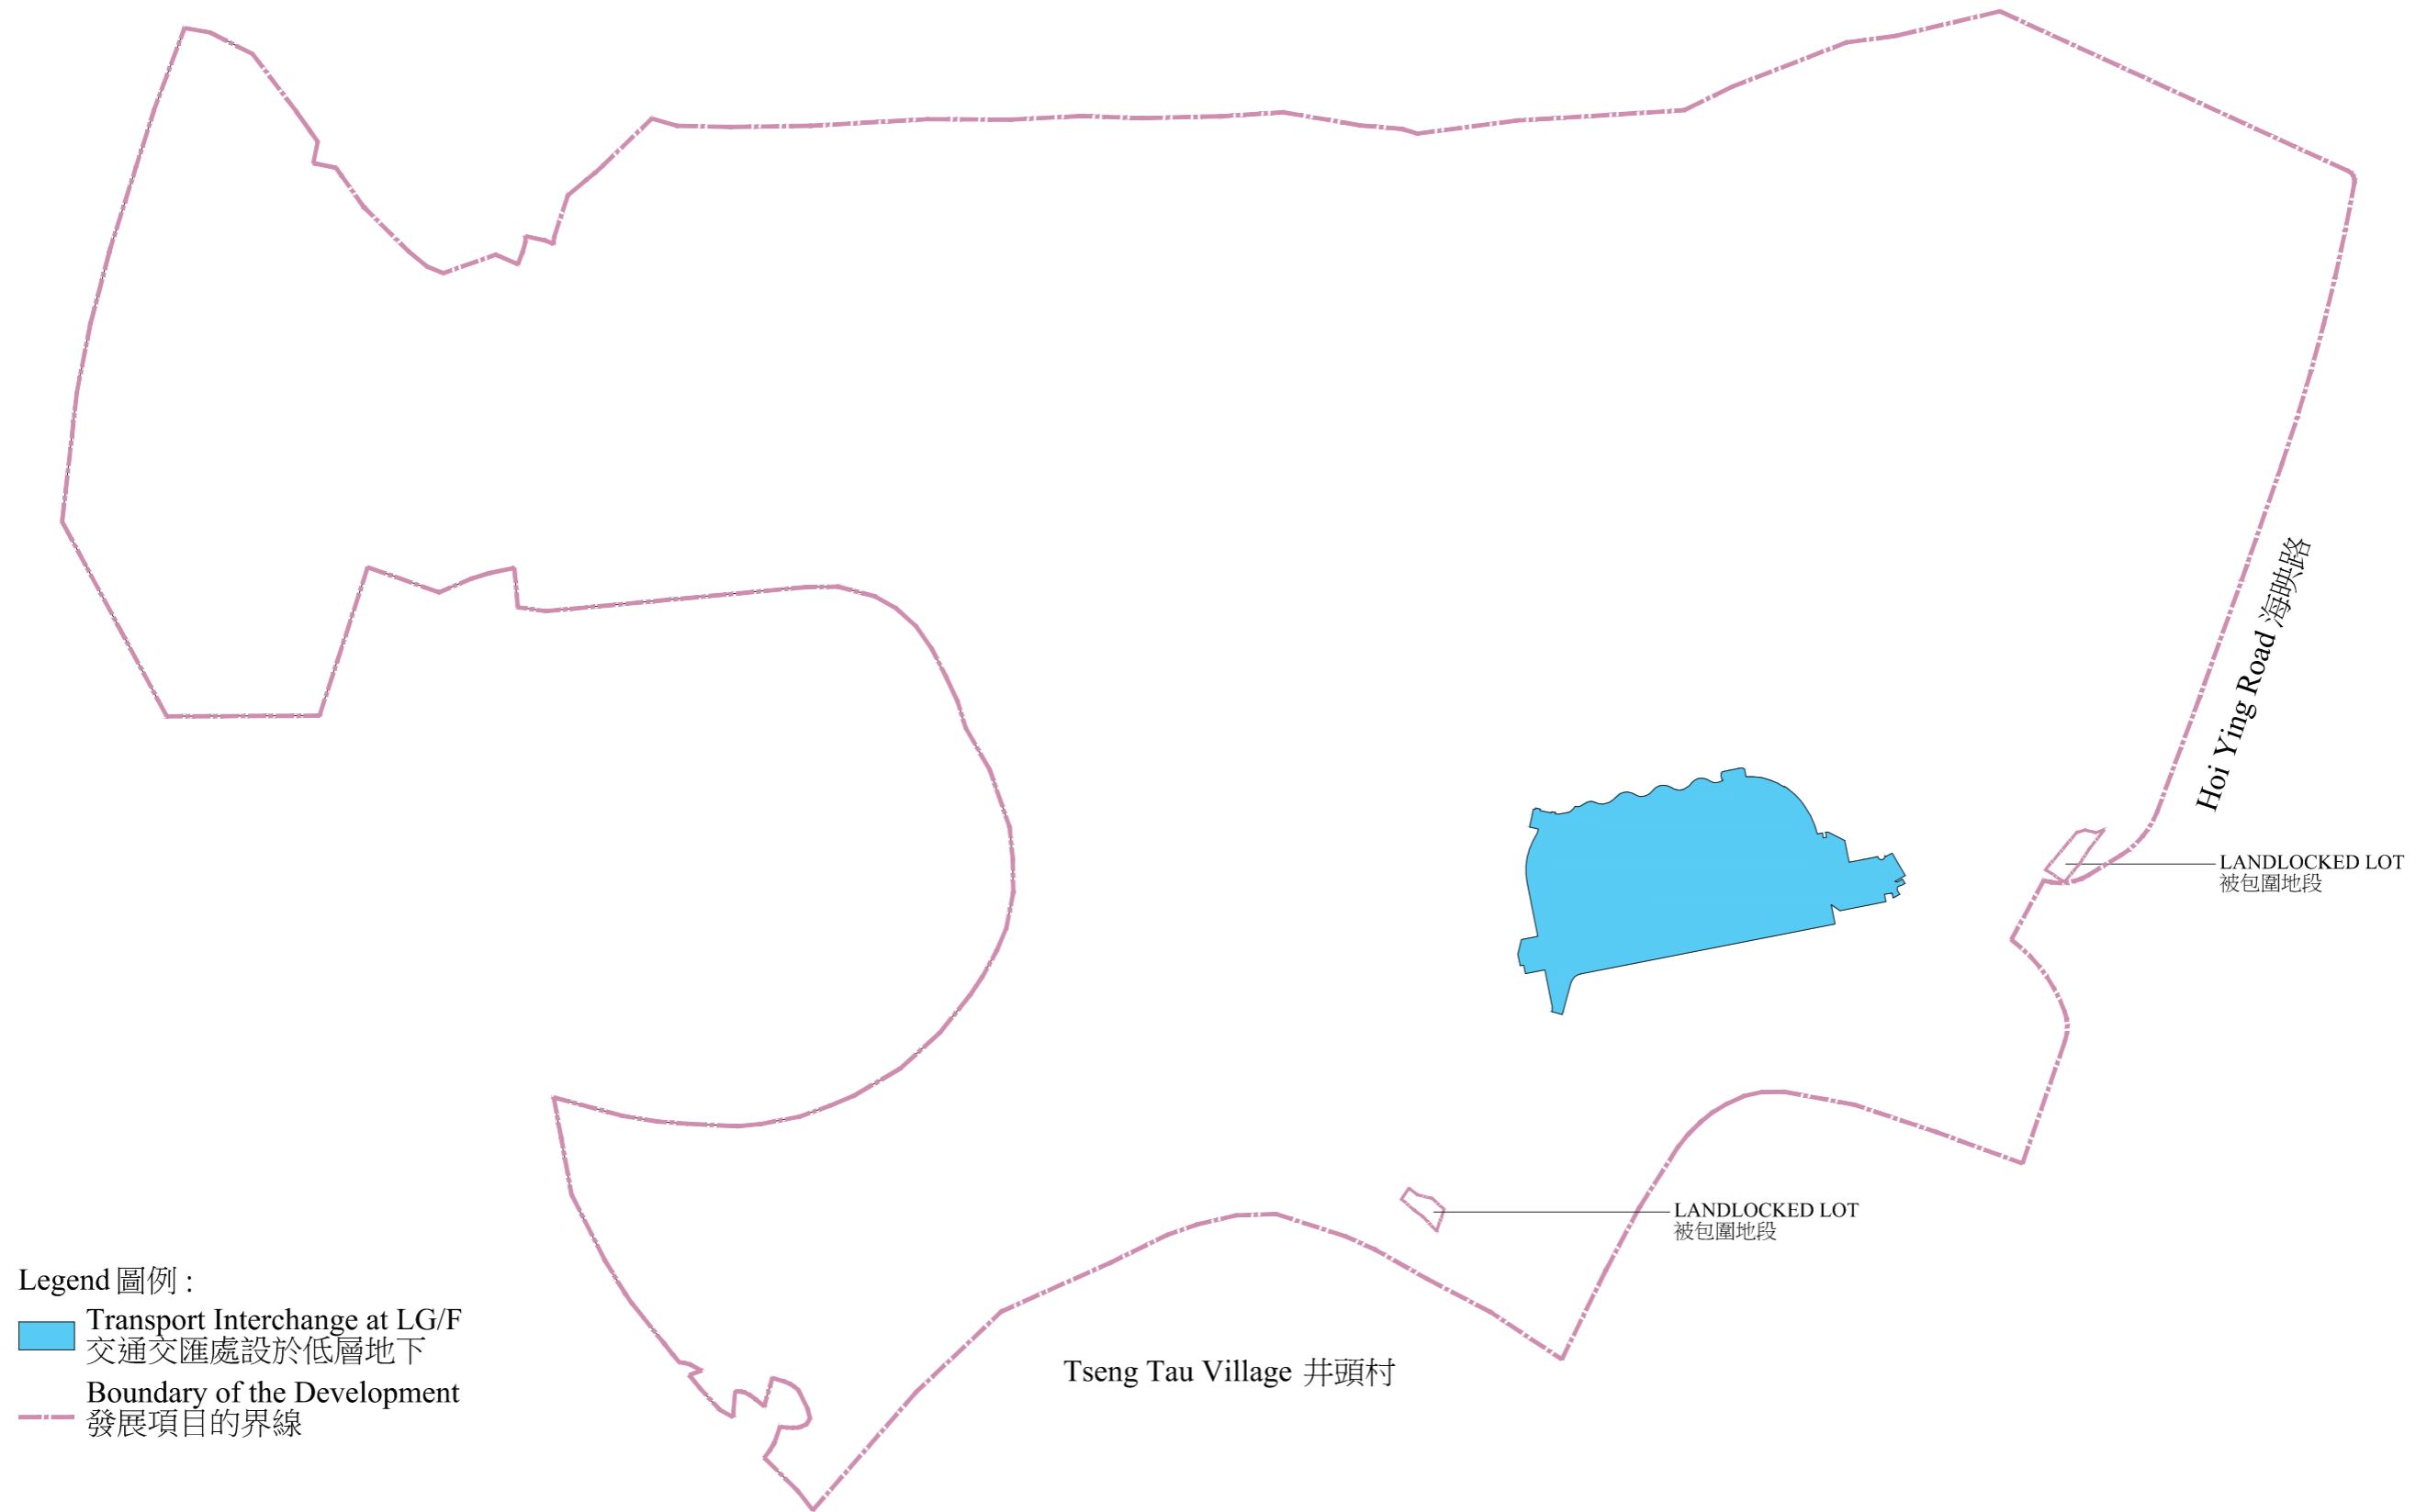 Hoi Ying Road 海映路
LANDLOCKED LOT
被包圍地段
LANDLOCKED LOT
被包圍地段
Tseng Tau Village 井頭村
Legend 圖例 :
Transport Interchange at LG/F
交通交匯處設於低層地下
Boundary of the Development
發展項目的界線